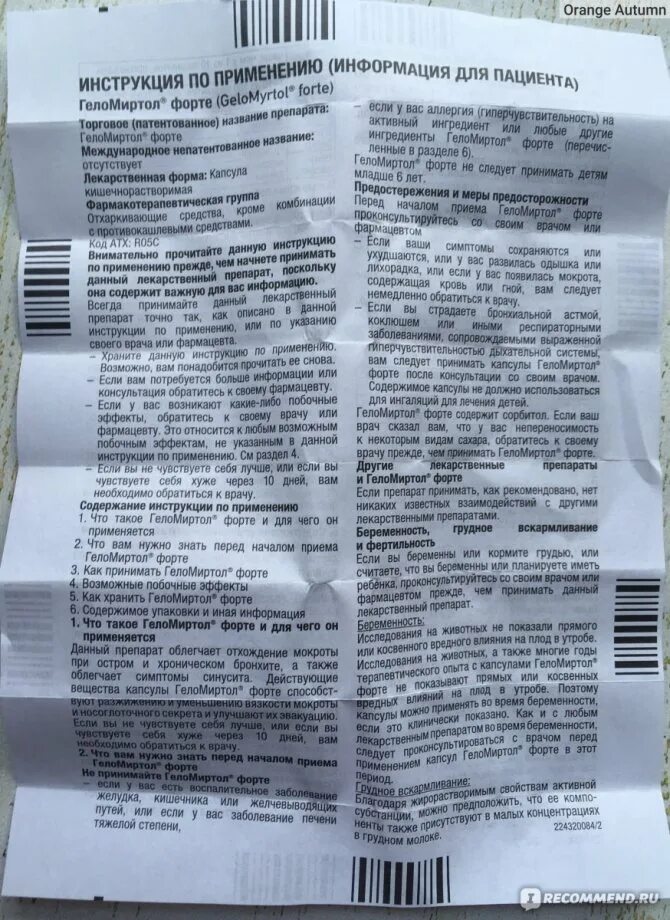 Orange Autumn
ИНСТРУКЦИЯ ПО ПРИМЕНЕНИЮ (ИНФОРМАЦИЯ ДЛЯ ПАЦИЕНТА)
ГелоМиртол® форте (GeloMyrtol® forte)
Торговое (патентованное) название препарата:
ГелоМиртол® форте
Международное непатентованное название:
отсутствует
Лекарственная форма: Капсула
кишечнорастворимая
Фармакотерапевтическая группа
Отхаркивающие средства, кроме комбинации
с противокашлевыми средствами.
Код АТХ: R05C
Внимательно прочитайте данную инструкцию
по применению прежде, чем начнете принимать
данный лекарственный препарат, поскольку
она содержит важную для вас информацию.
Всегда принимайте данный лекарственный
препарат точно так, как описано в данной
инструкции по применению, или по указанию
своего врача или фармацевта.
– Храните данную инструкцию по применению.
Возможно, вам понадобится прочитать ее снова.
– Если вам потребуется больше информации или
консультация обратитесь к своему фармацевту.
– Если у вас возникают какие-либо побочные
эффекты, обратитесь к своему врачу или
фармацевту. Это относится к любым возможным
побочным эффектам, не указанным в данной
инструкции по применению. См раздел 4.
– Если вы не чувствуете себя лучше, или если вы
чувствуете себя хуже через 10 дней, вам
необходимо обратиться к врачу.
Содержание инструкции по применению
1. Что такое ГелоМиртол® форте и для чего он
применяется
2. Что вам нужно знать перед началом приема
ГелоМиртол® форте
3. Как принимать ГелоМиртол® форте
4. Возможные побочные эффекты
5. Как хранить ГелоМиртол® форте
6. Содержимое упаковки и иная информация
1. Что такое ГелоМиртол® форте и для чего он
применяется
Данный препарат облегчает отхождение мокроты
при остром и хроническом бронхите, а также
облегчает симптомы синусита. Действующие
вещества капсулы ГелоМиртол® форте способст-
вуют разжижению и уменьшению вязкости мокроты
и носоглоточного секрета и улучшают их эвакуацию.
Если вы не чувствуете себя лучше, или если вы
чувствуете себя хуже через 10 дней, вам
необходимо обратиться к врачу.
2. Что вам нужно знать перед началом приема
ГелоМиртол® форте
Не принимайте ГелоМиртол® форте
– если у вас есть воспалительное заболевание
желудка, кишечника или желчевыводящих
путей, или если у вас заболевание печени
тяжелой степени,
– если у вас аллергия (гиперчувствительность) на
активный ингредиент или любые другие
ингредиенты ГелоМиртол® форте (перечис-
ленные в разделе 6).
ГелоМиртол® форте не следует принимать детям
младше 6 лет.
Предостережения и меры предосторожности
Перед началом приема ГелоМиртол® форте
проконсультируйтесь со своим врачом или
фармацевтом
– Если ваши симптомы сохраняются или
ухудшаются, или у вас развилась одышка или
лихорадка, или если у вас появилась мокрота,
содержащая кровь или гной, вам следует
немедленно обратиться к врачу.
– Если вы страдаете бронхиальной астмой,
коклюшем или иными респираторными
заболеваниями, сопровождаемыми выраженной
гиперчувствительностью дыхательной системы,
вам следует принимать капсулы ГелоМиртол®
форте после консультации со своим врачом.
Содержимое капсулы не должно использоваться
для ингаляций для лечения детей.
ГелоМиртол® форте содержит сорбитол. Если ваш
врач сказал вам, что у вас непереносимость
к некоторым видам сахара, обратитесь к своему
врачу прежде, чем принимать ГелоМиртол® форте.
Другие лекарственные препараты
и ГелоМиртол® форте
Если препарат принимать, как рекомендовано, нет
никаких известных взаимодействий с другими
лекарственными препаратами.
Беременность, грудное вскармливание
и фертильность
Если вы беременны или кормите грудью, или
считаете, что вы беременны или планируете иметь
ребёнка, проконсультируйтесь со своим врачом или
фармацевтом прежде, чем принимать данный
лекарственный препарат.
Беременность:
Исследования на животных не показали прямого
или косвенного вредного влияния на плод в утробе.
Исследования на животных, а также многие годы
терапевтического опыта с капсулами ГелоМиртол®
форте не показывают прямых или косвенных
вредных влияний на плод в утробе. Поэтому
капсулы можно применять во время беременности,
если это клинически показано. Как и с любым
лекарственным препаратом во время беременности,
следует проконсультироваться с врачом перед
применением капсул ГелоМиртол® форте в этот
период.
Грудное вскармливание:
Благодаря жирорастворимым свойствам активной
субстанции, можно предположить, что ее компо-
ненты также присутствуют в малых концентрациях
в грудном молоке.
224320084/2
IRECOMMEND.RU